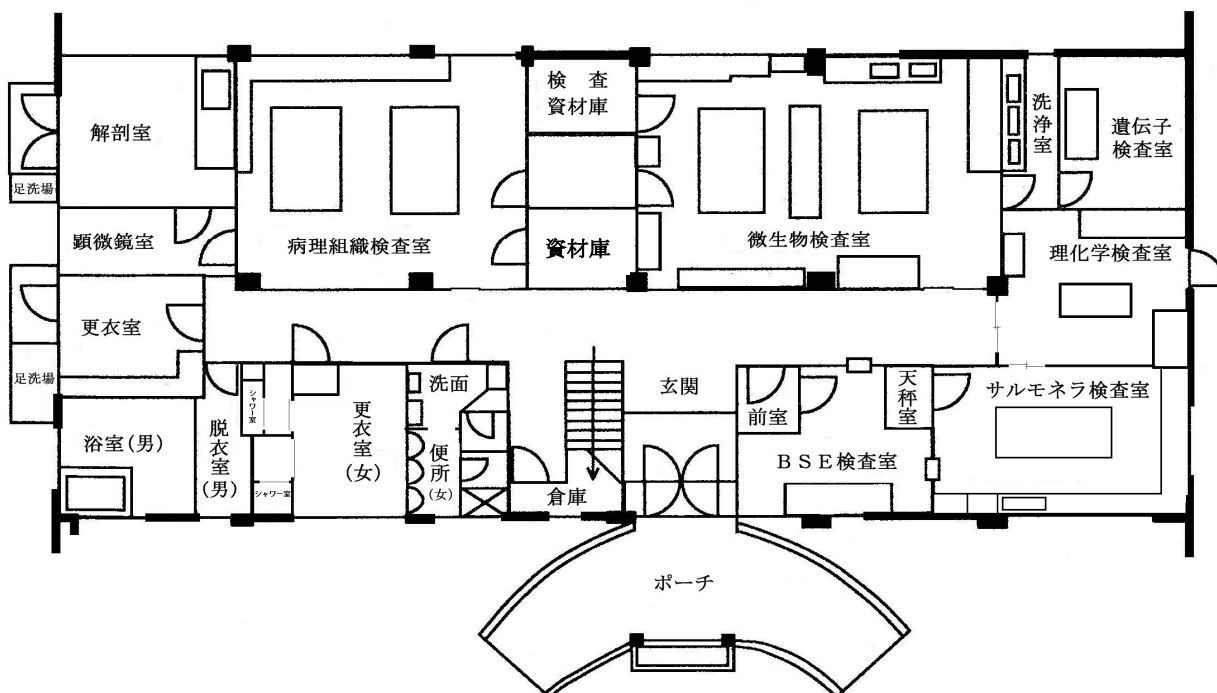 検　査
資材庫
解剖室
洗浄室
遺伝子
検査室
足洗場
顕微鏡室
病理組織検査室
資材庫
微生物検査室
理化学検査室
更衣室
足洗場
洗面
玄関
前室
天秤室
サルモネラ検査室
シャワー室
浴室(男)
脱衣室(男)
更衣室(女)
便所(女)
ＢＳＥ検査室
シャワー室
倉庫
ポーチ